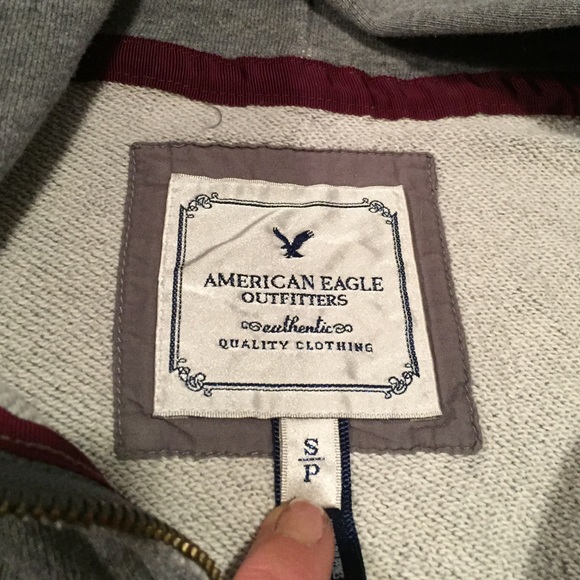 AMERICAN EAGLE
OUTFITTERS
authentic
QUALITY CLOTHING
S
P